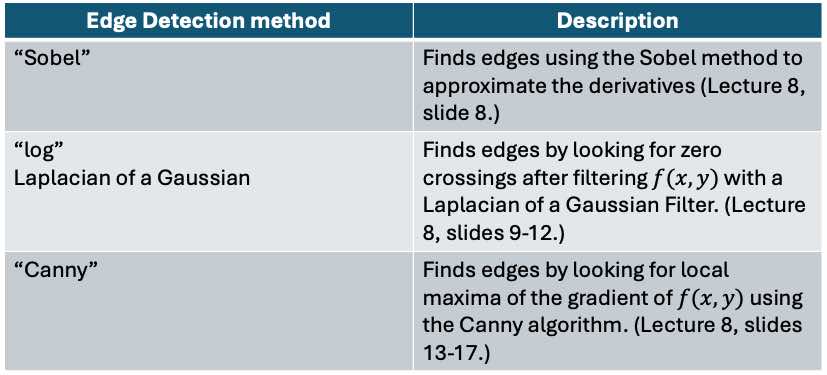 Edge Detection method
Description
“Sobel”
Finds edges using the Sobel method to
approximate the derivatives (Lecture 8,
slide 8.)
“log”
Laplacian of a Gaussian
Finds edges by looking for zero
crossings after filtering 𝑓(𝑥, 𝑦) with a
Laplacian of a Gaussian Filter. (Lecture
8, slides 9-12.)
“Canny”
Finds edges by looking for local
maxima of the gradient of 𝑓(𝑥, 𝑦) using
the Canny algorithm. (Lecture 8, slides
13-17.)